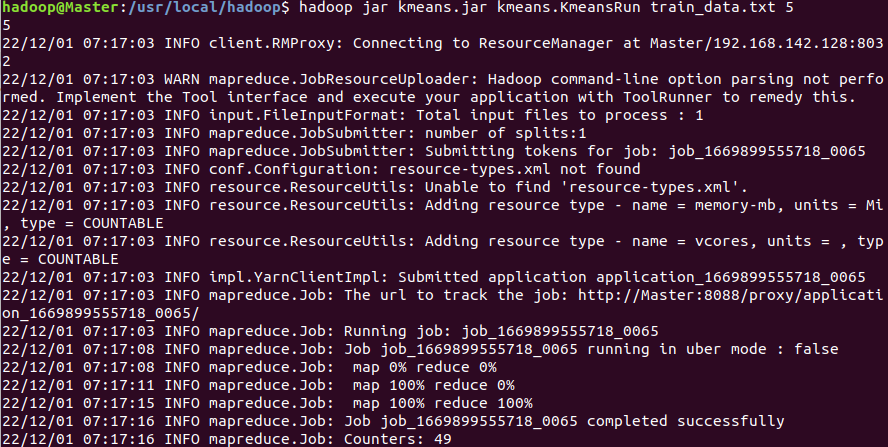 hadoop@Master:/usr/local/hadoop$ hadoop jar kmeans.jar kmeans.KmeansRun train_data.txt 5
5
22/12/01 07:17:03 INFO client.RMProxy: Connecting to ResourceManager at Master/192.168.142.128:803
2
22/12/01 07:17:03 WARN mapreduce.JobResourceUploader: Hadoop command-line option parsing not perfo
rmed. Implement the Tool interface and execute your application with ToolRunner to remedy this.
22/12/01 07:17:03 INFO input.FileInputFormat: Total input files to process : 1
22/12/01 07:17:03 INFO mapreduce.JobSubmitter: number of splits:1
22/12/01 07:17:03 INFO mapreduce.JobSubmitter: Submitting tokens for job: job_1669899555718_0065
22/12/01 07:17:03 INFO conf.Configuration: resource-types.xml not found
22/12/01 07:17:03 INFO resource.ResourceUtils: Unable to find 'resource-types.xml'.
22/12/01 07:17:03 INFO resource.ResourceUtils: Adding resource type - name = memory-mb, units = Mi
, type = COUNTABLE
22/12/01 07:17:03 INFO resource.ResourceUtils: Adding resource type - name = vcores, units = , typ
e = COUNTABLE
22/12/01 07:17:03 INFO impl.YarnClientImpl: Submitted application application_1669899555718_0065
22/12/01 07:17:03 INFO mapreduce.Job: The url to track the job: http://Master:8088/proxy/applicati
on_1669899555718_0065/
22/12/01 07:17:03 INFO mapreduce.Job: Running job: job_1669899555718_0065
22/12/01 07:17:08 INFO mapreduce.Job: Job job_1669899555718_0065 running in uber mode : false
22/12/01 07:17:08 INFO mapreduce.Job:  map 0% reduce 0%
22/12/01 07:17:11 INFO mapreduce.Job:  map 100% reduce 0%
22/12/01 07:17:15 INFO mapreduce.Job:  map 100% reduce 100%
22/12/01 07:17:16 INFO mapreduce.Job: Job job_1669899555718_0065 completed successfully
22/12/01 07:17:16 INFO mapreduce.Job: Counters: 49